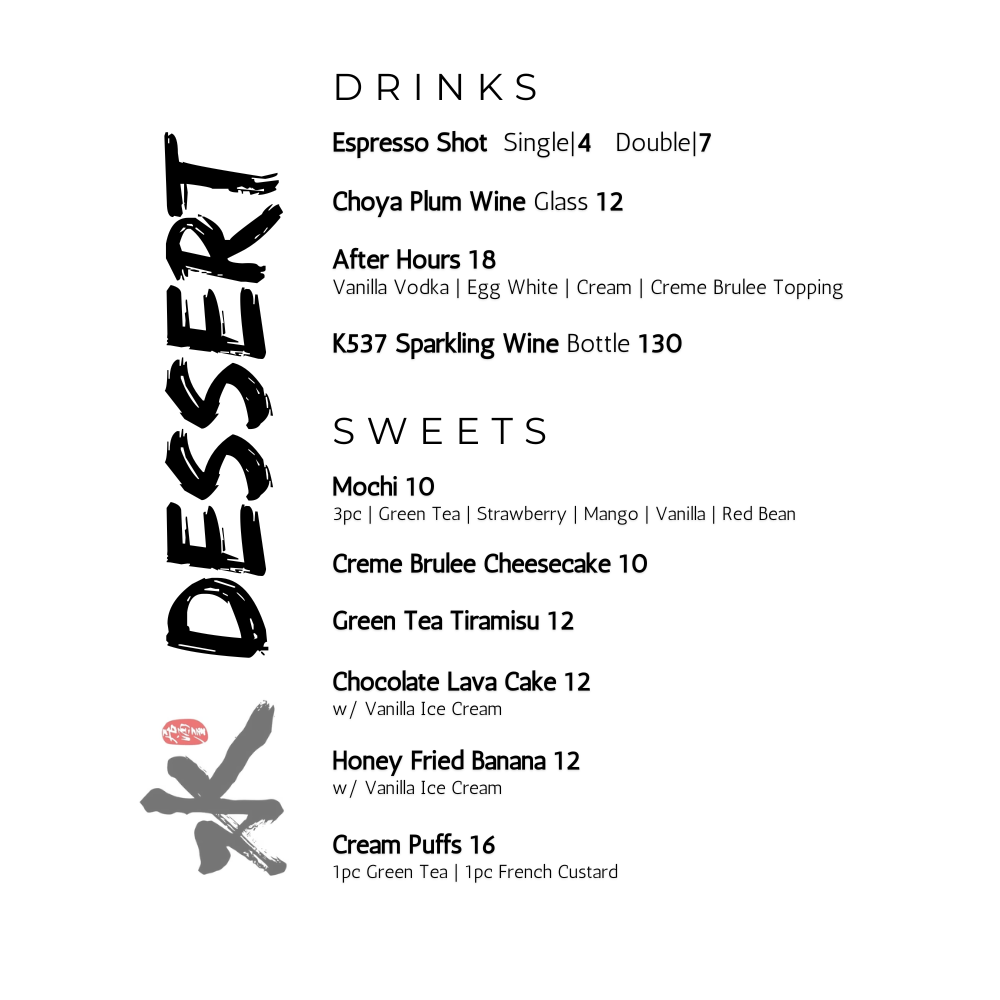 DESSERT
DRINKS
Espresso Shot Single|4 Double|7
Choya Plum Wine Glass 12
After Hours 18
Vanilla Vodka | Egg White | Cream | Creme Brulee Topping
K537 Sparkling Wine Bottle 130
SWEETS
Mochi 10
3pc | Green Tea | Strawberry | Mango | Vanilla | Red Bean
Creme Brulee Cheesecake 10
Green Tea Tiramisu 12
Chocolate Lava Cake 12
w/ Vanilla Ice Cream
Honey Fried Banana 12
w/ Vanilla Ice Cream
Cream Puffs 16
1pc Green Tea | 1pc French Custard